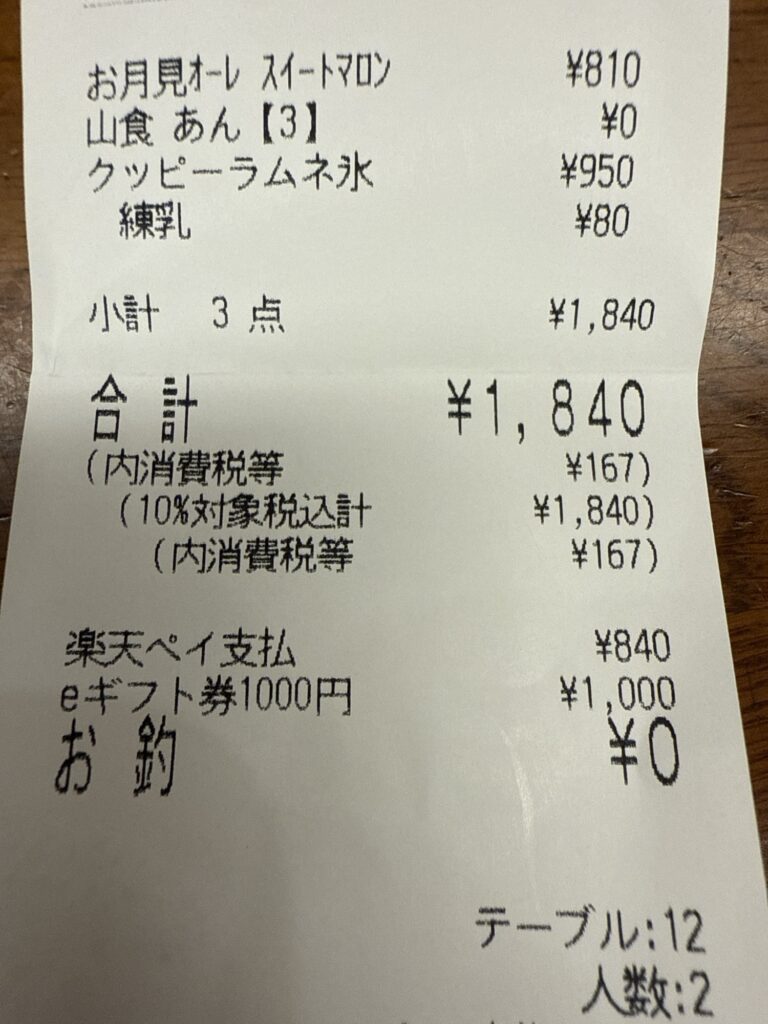 お月見オーレ スイートマロン ¥810
山食 あん【3】 ¥0
クッピーラムネ氷 ¥950
練乳 ¥80
小計 3 点 ¥1,840
合 計 ¥1,840
(内消費税等 ¥167)
(10%対象税込計 ¥1,840)
(内消費税等 ¥167)
楽天ペイ支払 ¥840
eギフト券1000円 ¥1,000
お 釣 ¥0
テーブル:12
人数:2